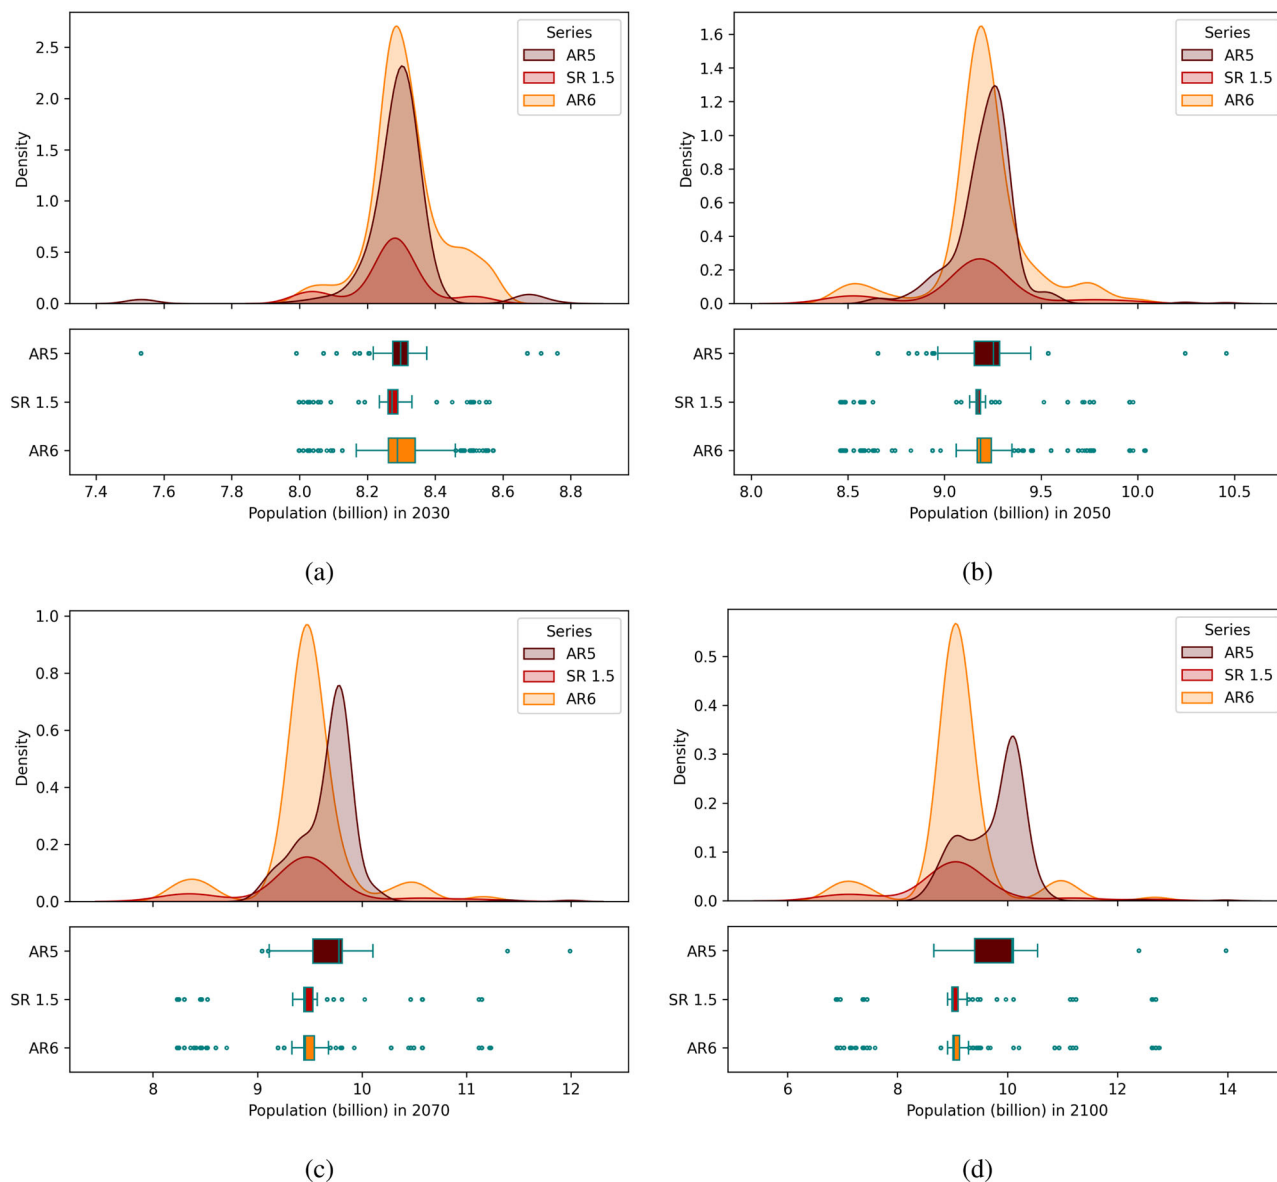 Series
AR5
SR 1.5
AR6
Density
2.5
2.0
1.5
1.0
0.5
0.0
AR5
SR 1.5
AR6
7.4 7.6 7.8 8.0 8.2 8.4 8.6 8.8
Population (billion) in 2030
(a)
Series
AR5
SR 1.5
AR6
Density
1.6
1.4
1.2
1.0
0.8
0.6
0.4
0.2
0.0
AR5
SR 1.5
AR6
8.0 8.5 9.0 9.5 10.0 10.5
Population (billion) in 2050
(b)
Series
AR5
SR 1.5
AR6
Density
1.0
0.8
0.6
0.4
0.2
0.0
AR5
SR 1.5
AR6
8 9 10 11 12
Population (billion) in 2070
(c)
Series
AR5
SR 1.5
AR6
Density
0.5
0.4
0.3
0.2
0.1
0.0
AR5
SR 1.5
AR6
6 8 10 12 14
Population (billion) in 2100
(d)